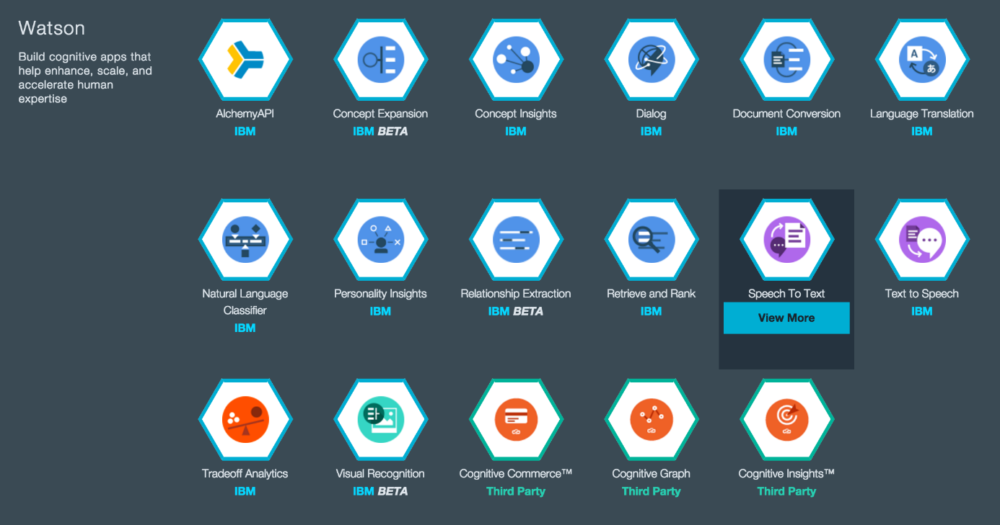 Watson
Build cognitive apps that
help enhance, scale, and
accelerate human
expertise
AlchemyAPI
IBM
Concept Expansion
IBM BETA
Concept Insights
IBM
Dialog
IBM
Document Conversion
IBM
A
あ
Language Translation
IBM
Natural Language
Classifier
IBM
Personality Insights
IBM
Relationship Extraction
IBM BETA
Retrieve and Rank
IBM
Speech To Text
View More
Text to Speech
IBM
Tradeoff Analytics
IBM
Visual Recognition
IBM BETA
Cognitive Commerce™
Third Party
Cognitive Graph
Third Party
Cognitive Insights™
Third Party